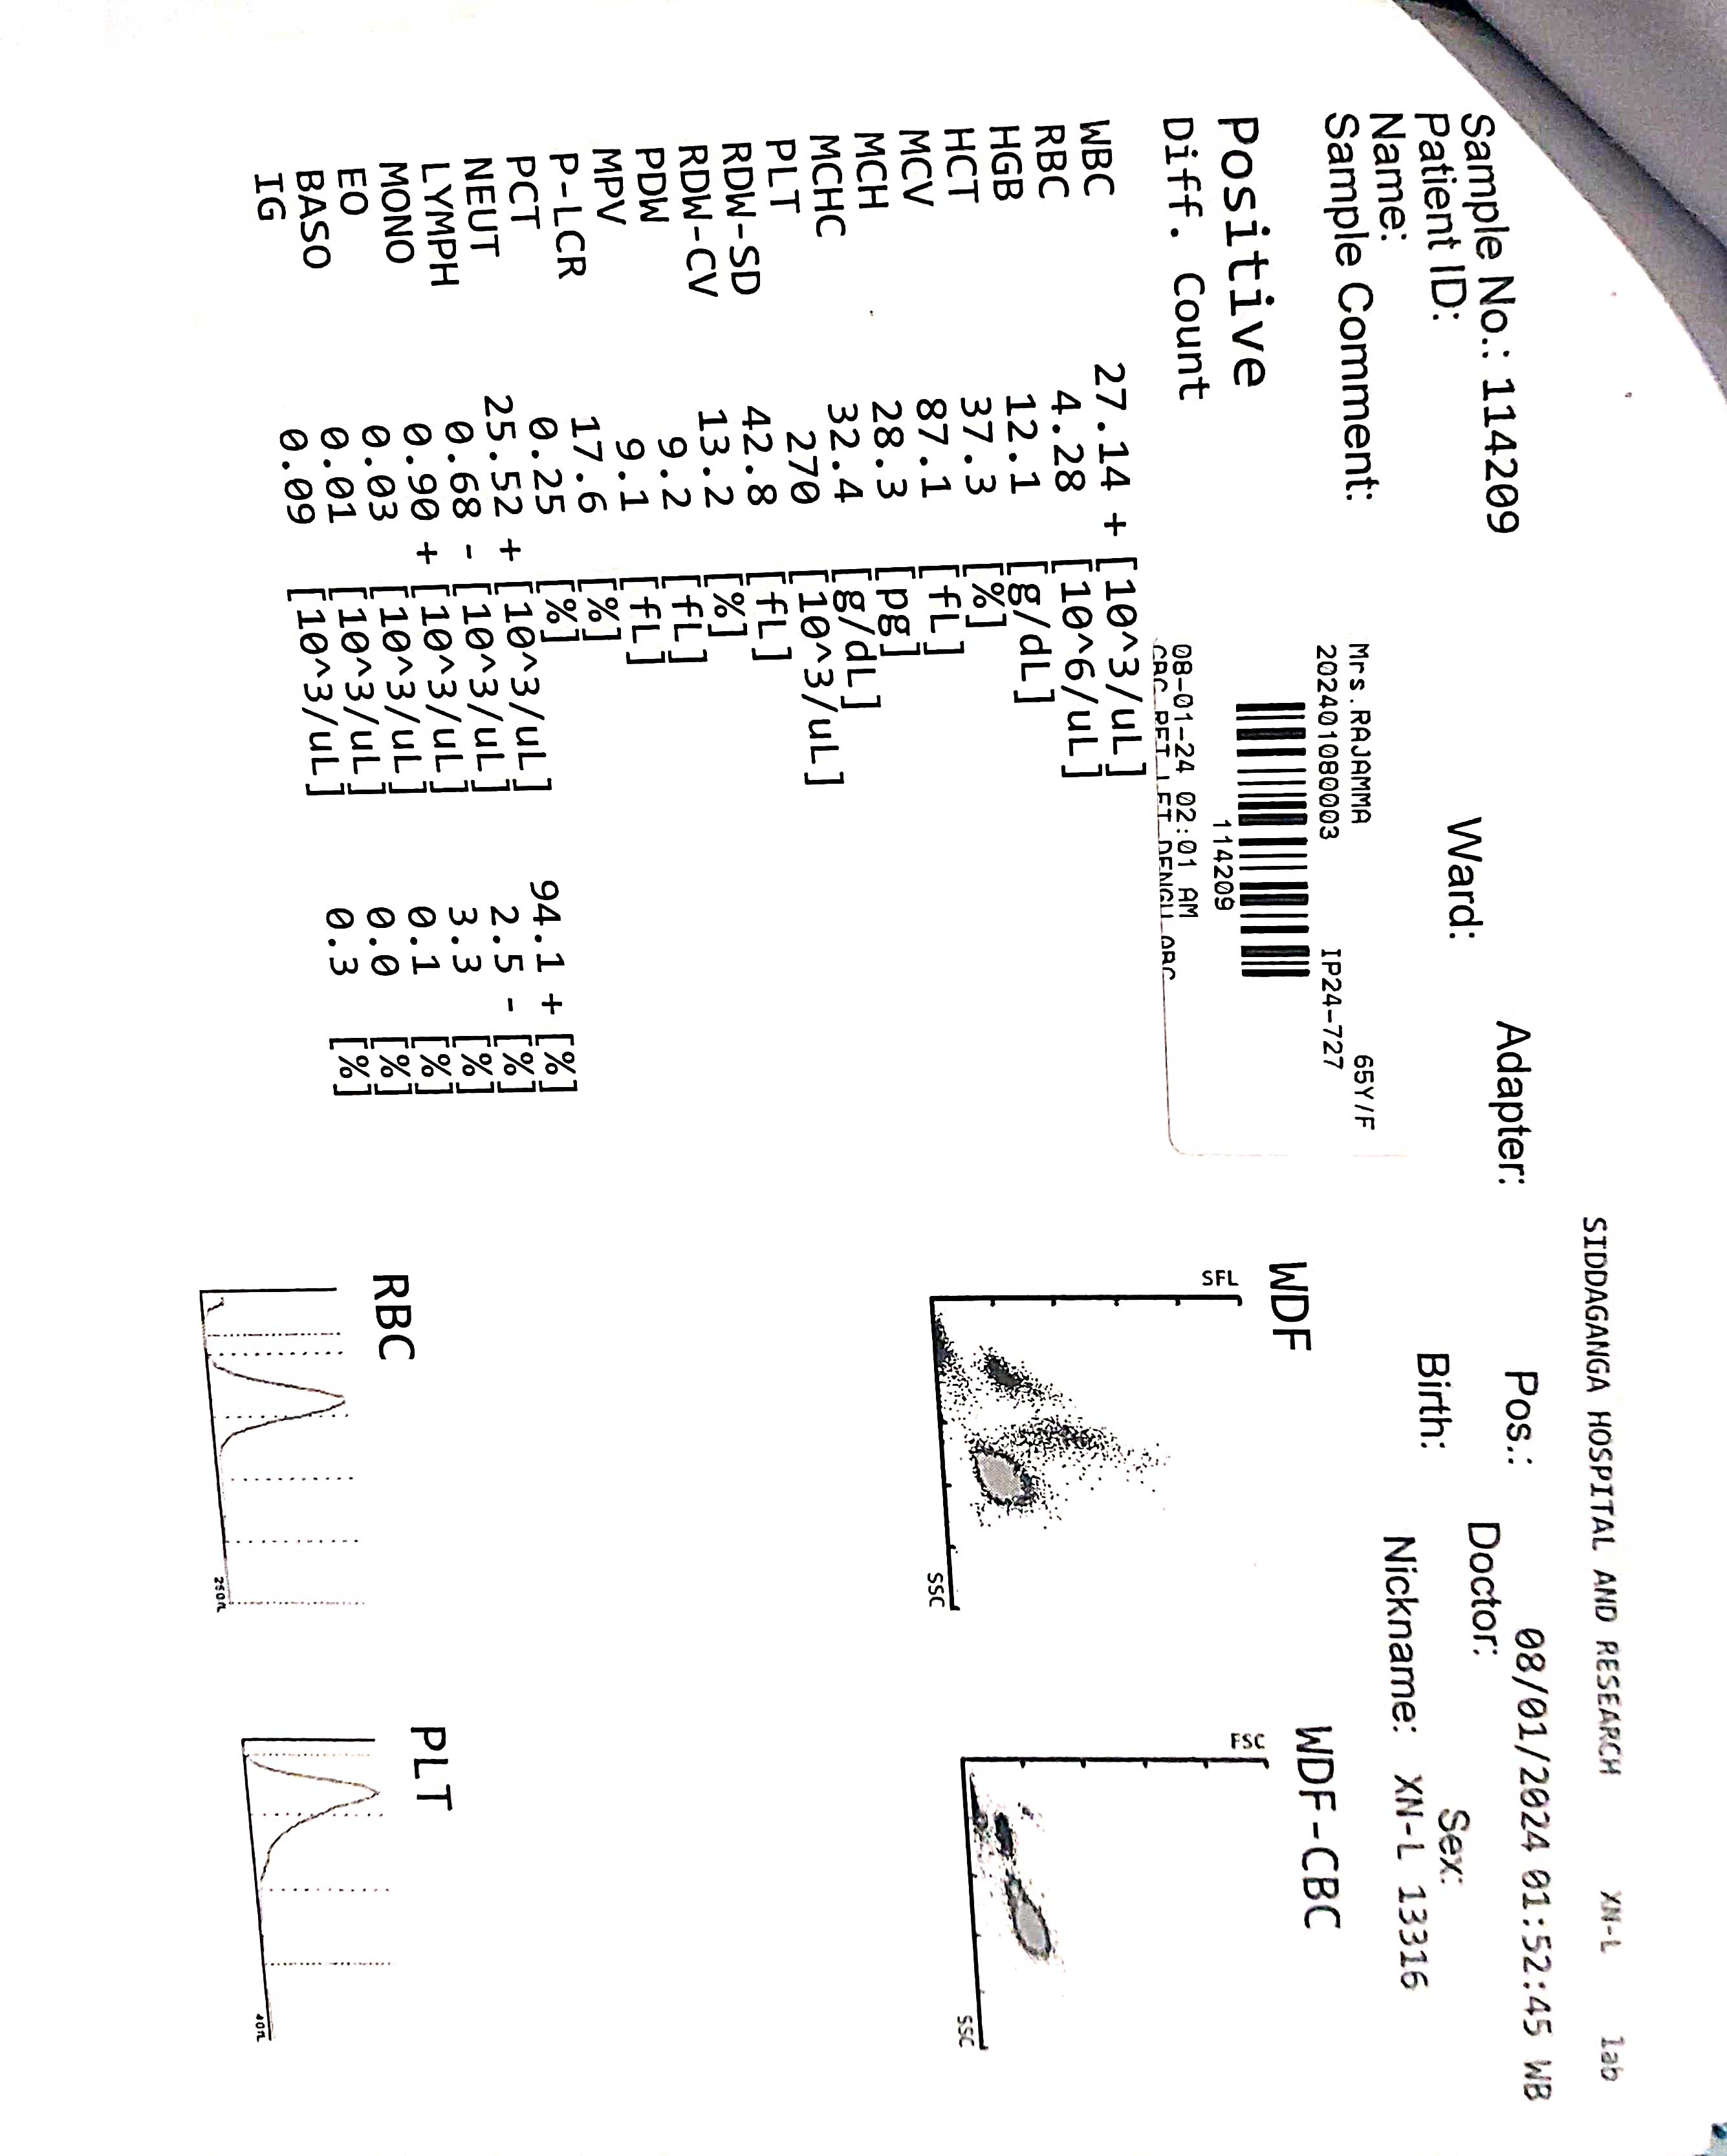 SIDDAGANGA HOSPITAL AND RESEARCH XN-L lab
Sample No.: 114209 Adapter: Pos.: 08/01/2024 01:52:45 WB
Patient ID: Ward: Doctor:
Name: Birth: Sex:
Sample Comment: Nickname: XN-L 13316
Mrs.RAJAMMA 65Y/F
202401080003 IP24-727
114209
08-01-24 02:01 AM
CBC RFT LFT DENGU ABG
Positive
Diff. Count
WBC 27.14 + [10^3/uL]
RBC 4.28 [10^6/uL]
HGB 12.1 [g/dL]
HCT 37.3 [%]
MCV 87.1 [fL]
MCH 28.3 [pg]
MCHC 32.4 [g/dL]
PLT 270 [10^3/uL]
RDW-SD 42.8 [fL]
RDW-CV 13.2 [%]
PDW 9.2 [fL]
MPV 9.1 [fL]
P-LCR 17.6 [%]
PCT 0.25 [%]
NEUT 25.52 + [10^3/uL] 94.1 + [%]
LYMPH 0.68 - [10^3/uL] 2.5 - [%]
MONO 0.90 + [10^3/uL] 3.3 [%]
EO 0.03 [10^3/uL] 0.1 [%]
BASO 0.01 [10^3/uL] 0.0 [%]
IG 0.09 [10^3/uL] 0.3 [%]
WDF
SFL
SSC
WDF-CBC
FSC
SSC
RBC
250fL
PLT
40fL